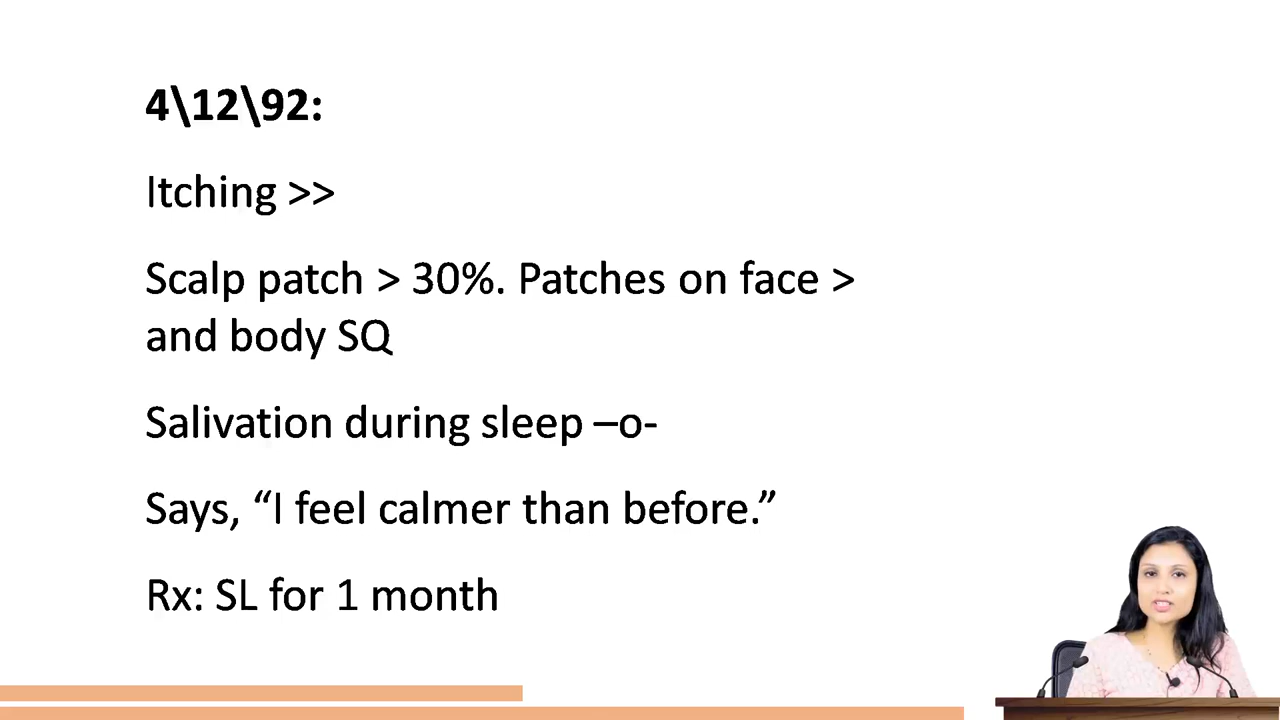 4\12\92:
Itching >>
Scalp patch > 30%. Patches on face >
and body SQ
Salivation during sleep –o-
Says, “I feel calmer than before.”
Rx: SL for 1 month